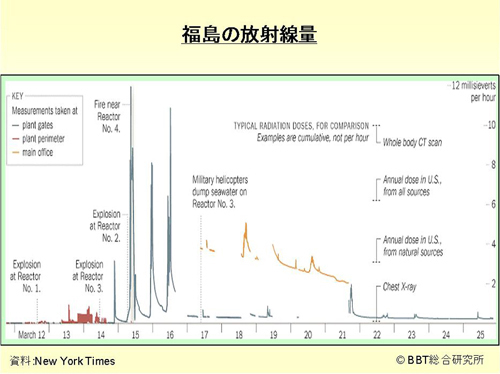 福島の放射線量
KEY
Measurements taken at
plant gates
plant perimeter
main office
Fire near
Reactor
No. 4.
12 millisieverts
per hour
TYPICAL RADIATION DOSES, FOR COMPARISON
Examples are cumulative, not per hour
10
Whole body CT scan
8
Military helicopters
dump seawater on
Reactor No. 3.
Annual dose in U.S.,
from all sources
6
Explosion
at Reactor
No. 2.
Annual dose in U.S.,
from natural sources
4
Explosion
at Reactor
No. 1.
Explosion
at Reactor
No. 3.
Chest X-ray
2
March 12
13
14
15
16
17
18
19
20
21
22
23
24
25
資料:New York Times
© BBT総合研究所